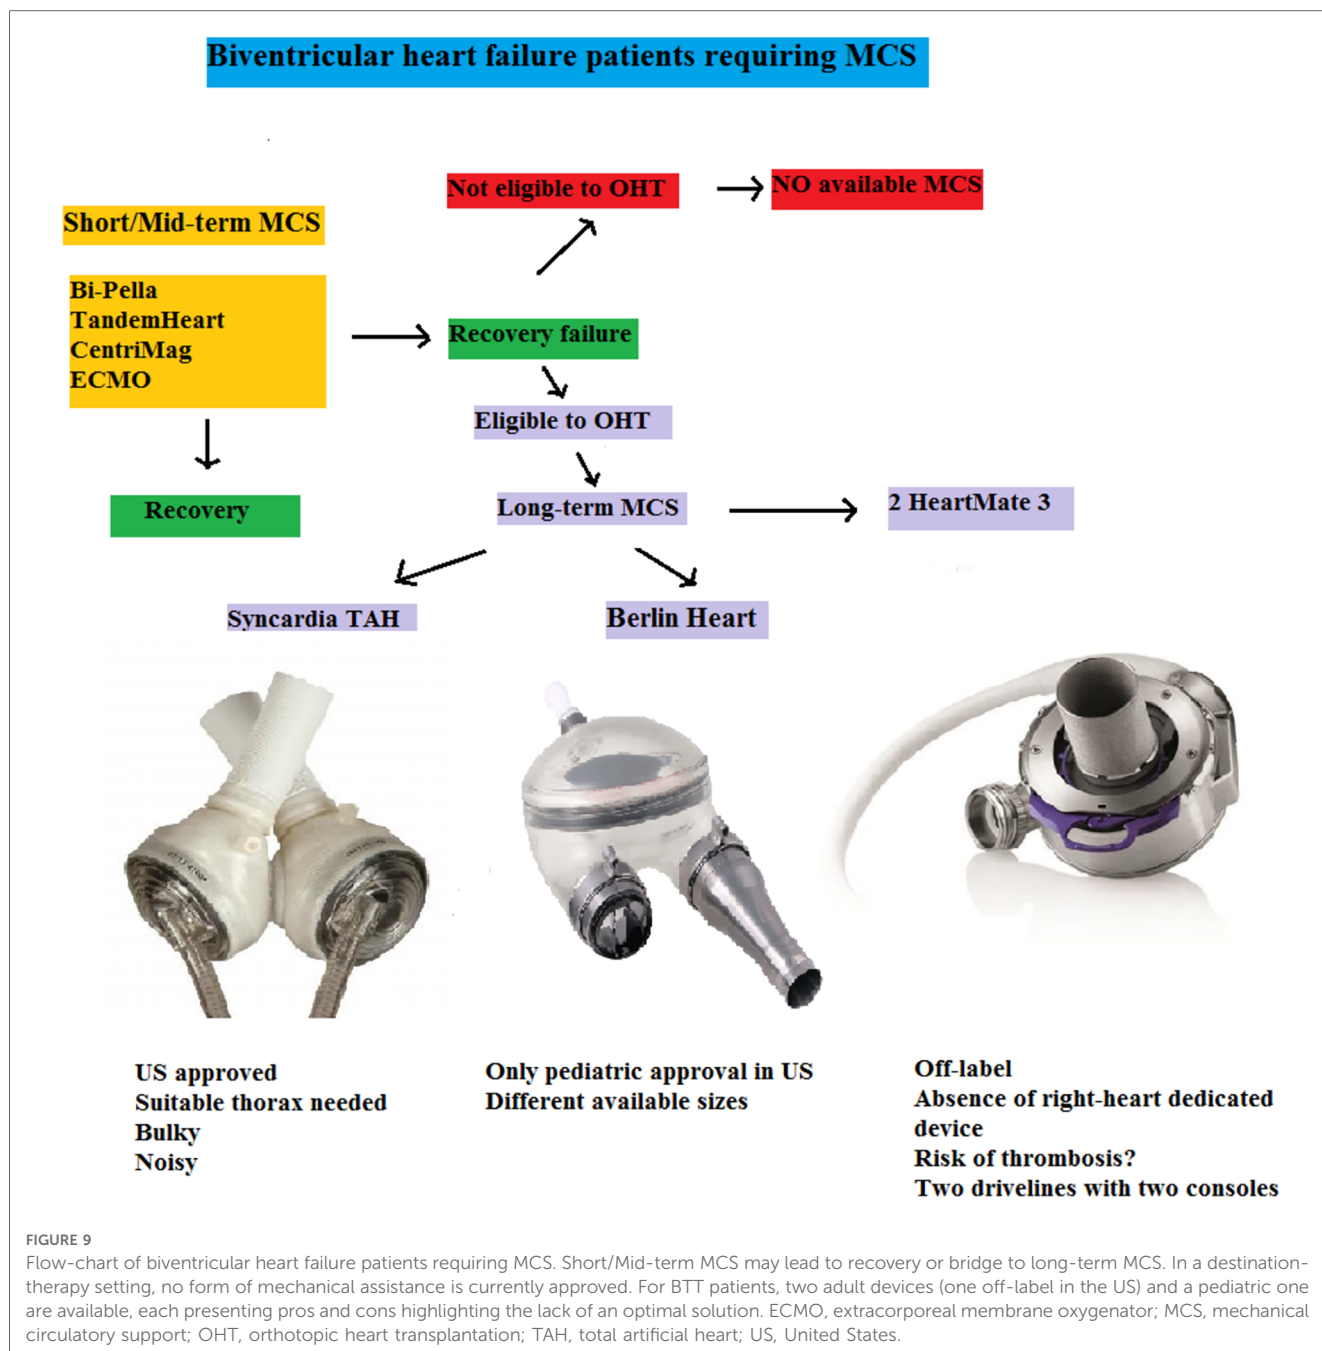 Biventricular heart failure patients requiring MCS
Not eligible to OHT
NO available MCS
Short/Mid-term MCS
Bi-Pella
TandemHeart
CentriMag
ECMO
Recovery failure
Eligible to OHT
Recovery
Long-term MCS
2 HeartMate 3
Syncardia TAH
Berlin Heart
US approved
Suitable thorax needed
Bulky
Noisy
Only pediatric approval in US
Different available sizes
Off-label
Absence of right-heart dedicated
device
Risk of thrombosis?
Two drivelines with two consoles
FIGURE 9
Flow-chart of biventricular heart failure patients requiring MCS. Short/Mid-term MCS may lead to recovery or bridge to long-term MCS. In a destination-
therapy setting, no form of mechanical assistance is currently approved. For BTT patients, two adult devices (one off-label in the US) and a pediatric one
are available, each presenting pros and cons highlighting the lack of an optimal solution. ECMO, extracorporeal membrane oxygenator; MCS, mechanical
circulatory support; OHT, orthotopic heart transplantation; TAH, total artificial heart; US, United States.